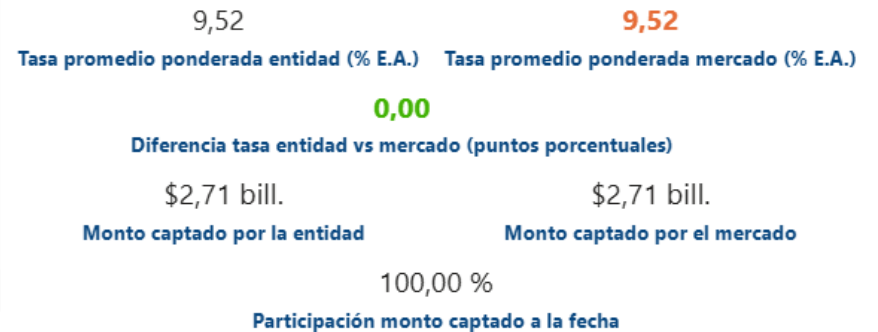 9,52 9,52
Tasa promedio ponderada entidad (% E.A.) Tasa promedio ponderada mercado (% E.A.)
0,00
Diferencia tasa entidad vs mercado (puntos porcentuales)
$2,71 bill. $2,71 bill.
Monto captado por la entidad Monto captado por el mercado
100,00 %
Participación monto captado a la fecha